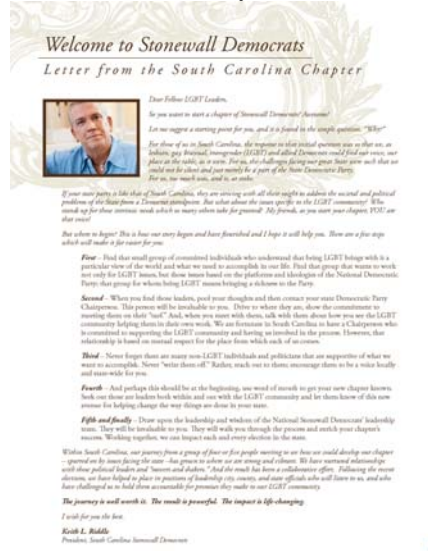 Welcome to Stonewall Democrats
Letter from the South Carolina Chapter
Dear Fellow LGBT Leaders,
So you want to start a chapter of Stonewall Democrats? Awesome!
Let me suggest a starting point for you, and it is found in the simple question, "Why?"
For those of us in South Carolina, the response to that initial question was so that we, as
lesbian, gay, bisexual, transgender (LGBT) and allied Democrats could find our voice, our
place at the table, as it were. For us, the challenges facing our great State were such that we
could not be silent and just merely be a part of the State Democratic Party.
For us, too much was, and is, at stake.
If your state party is like that of South Carolina, they are striving with all their might to address the societal and political
problems of the State from a Democratic standpoint. But what about the issues specific to the LGBT community? Who
stands up for those intrinsic needs which so many others take for granted? My friends, as you start your chapter, YOU are
that voice!
But where to begin? This is how our story began and have flourished and I hope it will help you. There are a few steps
which will make it far easier for you:
First – Find that small group of committed individuals who understand that being LGBT brings with it a
particular view of the world and what we need to accomplish in our life. Find that group that wants to work
not only for LGBT issues, but those issues based on the platforms and ideologies of the National Democratic
Party; that group for whom being LGBT means bringing a richness to the Party.
Second – When you find those leaders, pool your thoughts and then contact your state Democratic Party
Chairperson. This person will be invaluable to you. Drive to where they are, show the commitment to
meeting them on their "turf." And, when you meet with them, talk with them about how you see the LGBT
community helping them in their own work. We are fortunate in South Carolina to have a Chairperson who
is committed to supporting the LGBT community and having us involved in the process. However, that
relationship is based on mutual respect for the place from which each of us comes.
Third – Never forget there are many non-LGBT individuals and politicians that are supportive of what we
want to accomplish. Never "write them off." Rather, reach out to them; encourage them to be a voice locally
and state-wide for you.
Fourth – And perhaps this should be at the beginning, use word of mouth to get your new chapter known.
Seek out those are leaders both within and out with the LGBT community and let them know of this new
avenue for helping change the way things are done in your state.
Fifth and finally – Draw upon the leadership and wisdom of the National Stonewall Democrats' leadership
team. They will be invaluable to you. They will walk you through the process and enrich your chapter's
success. Working together, we can impact each and every election in the state.
Within South Carolina, our journey from a group of four or five people meeting to see how we could develop our chapter
– spurred on by issues facing the state – has grown to where we are strong and vibrant. We have nurtured relationships
with those political leaders and "movers and shakers." And the result has been a collaborative effort. Following the recent
elections, we have helped to place in positions of leadership city, county, and state officials who will listen to us, and who
have challenged us to hold them accountable for promises they make to our LGBT community.
The journey is well worth it. The result is powerful. The impact is life-changing.
I wish for you the best.
Keith L. Riddle
President, South Carolina Stonewall Democrats